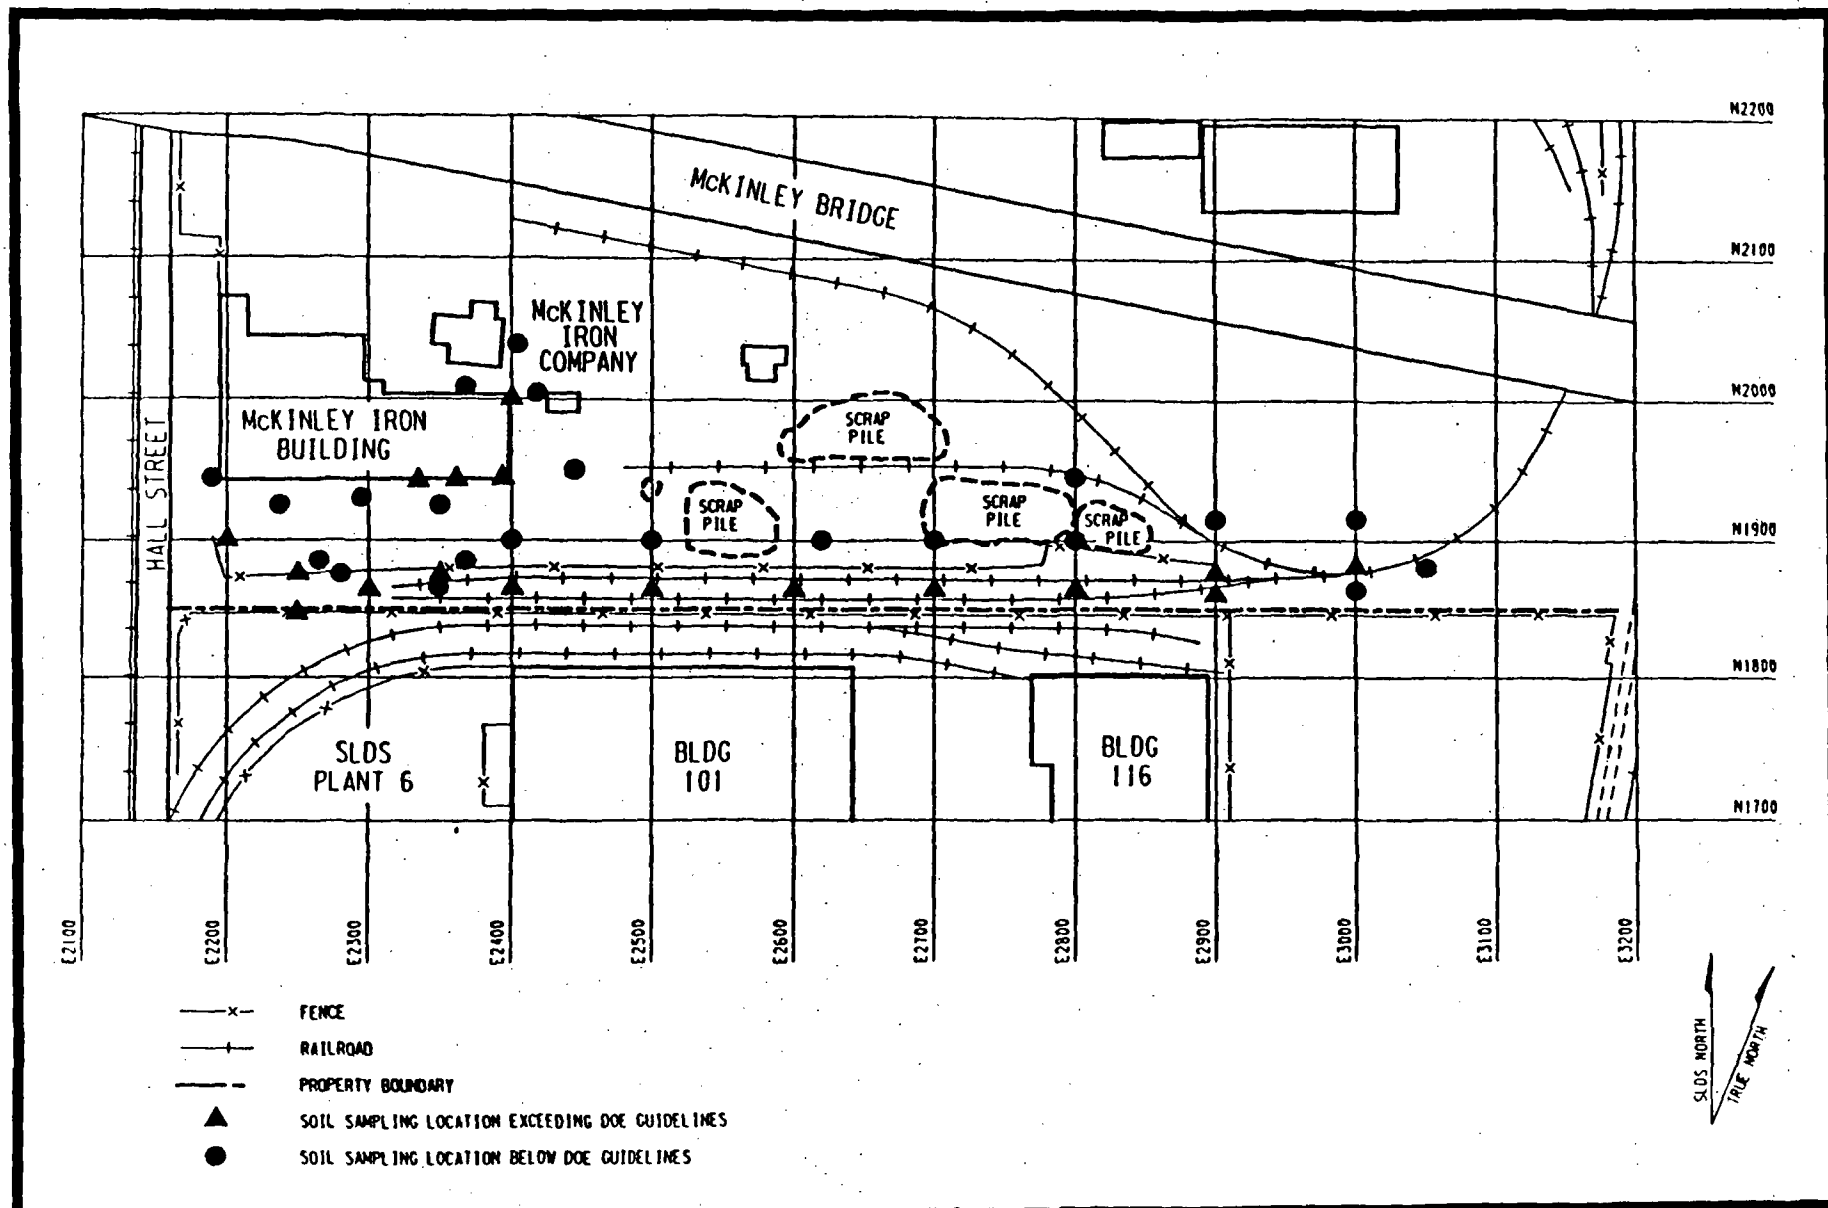 N2200
McKINLEY BRIDGE
N2100
McKINLEY
IRON
COMPANY
N2000
McKINLEY IRON
BUILDING
SCRAP
PILE
HALL STREET
SCRAP
PILE
SCRAP
PILE
SCRAP
PILE
N1900
N1800
SLDS
PLANT 6
BLDG
101
BLDG
116
N1700
E2100
E2200
E2300
E2400
E2500
E2600
E2700
E2800
E2900
E3000
E3100
E3200
FENCE
RAILROAD
PROPERTY BOUNDARY
SOIL SAMPLING LOCATION EXCEEDING DOE GUIDELINES
SOIL SAMPLING LOCATION BELOW DOE GUIDELINES
SLDS NORTH
TRUE NORTH